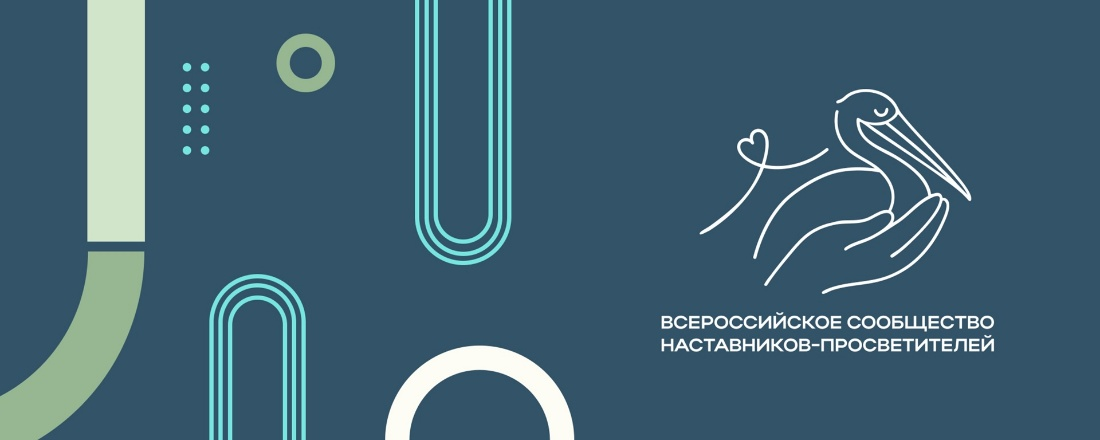 ВСЕРОССИЙСКОЕ СООБЩЕСТВО
НАСТАВНИКОВ-ПРОСВЕТИТЕЛЕЙ